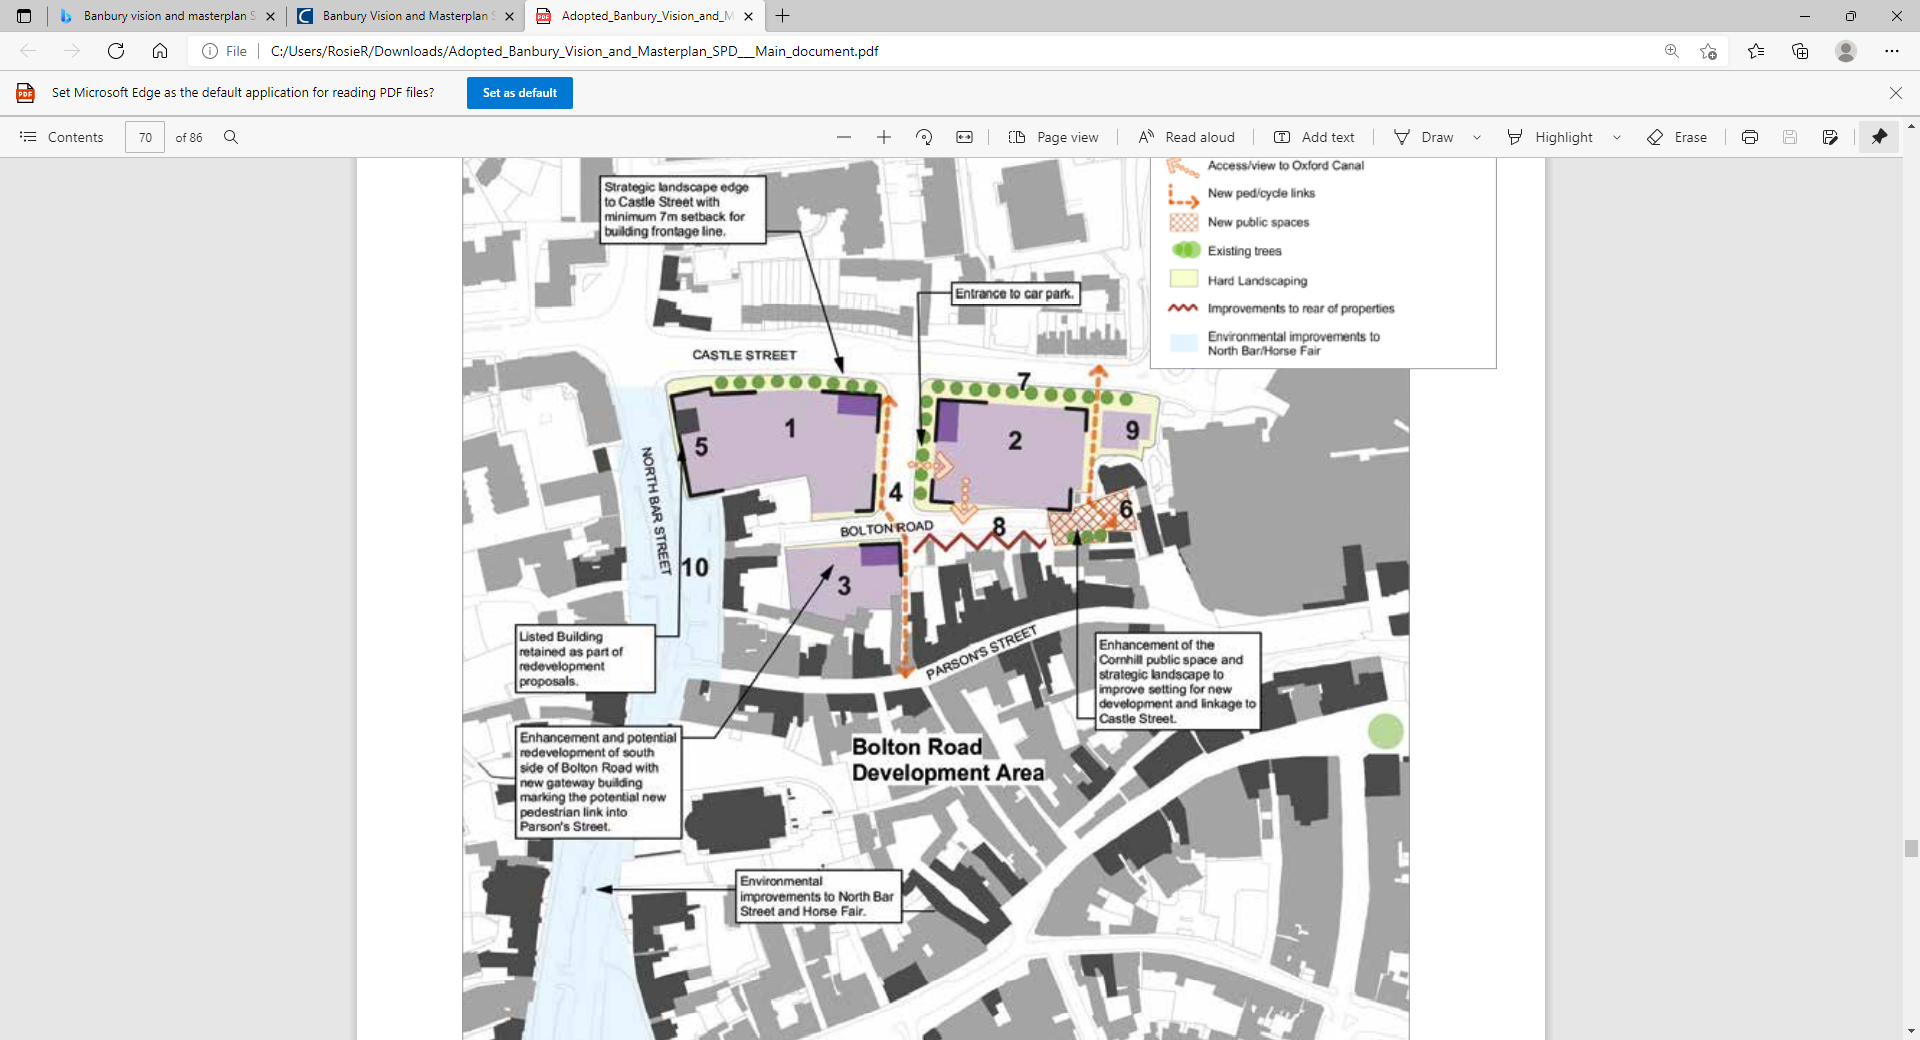 Banbury vision and masterplan S
Banbury Vision and Masterplan S
Adopted_Banbury_Vision_and_M
File
C:/Users/RosieR/Downloads/Adopted_Banbury_Vision_and_Masterplan_SPD___Main_document.pdf
PDF
Set Microsoft Edge as the default application for reading PDF files?
Set as default
Contents
70
of 86
Page view
Read aloud
Add text
Draw
Highlight
Erase
Access/view to Oxford Canal
New ped/cycle links
New public spaces
Existing trees
Hard Landscaping
Improvements to rear of properties
Environmental improvements to
North Bar/Horse Fair
Strategic landscape edge
to Castle Street with
minimum 7m setback for
building frontage line.
Entrance to car park.
CASTLE STREET
7
1
2
9
5
4
6
NORTH BAR STREET
BOLTON ROAD
8
10
3
PARSON'S STREET
Listed Building
retained as part of
redevelopment
proposals.
Enhancement of the
Cornhill public space and
strategic landscape to
improve setting for new
development and linkage to
Castle Street.
Enhancement and potential
redevelopment of south
side of Bolton Road with
new gateway building
marking the potential new
pedestrian link into
Parson's Street.
Bolton Road
Development Area
Environmental
improvements to North Bar
Street and Horse Fair.